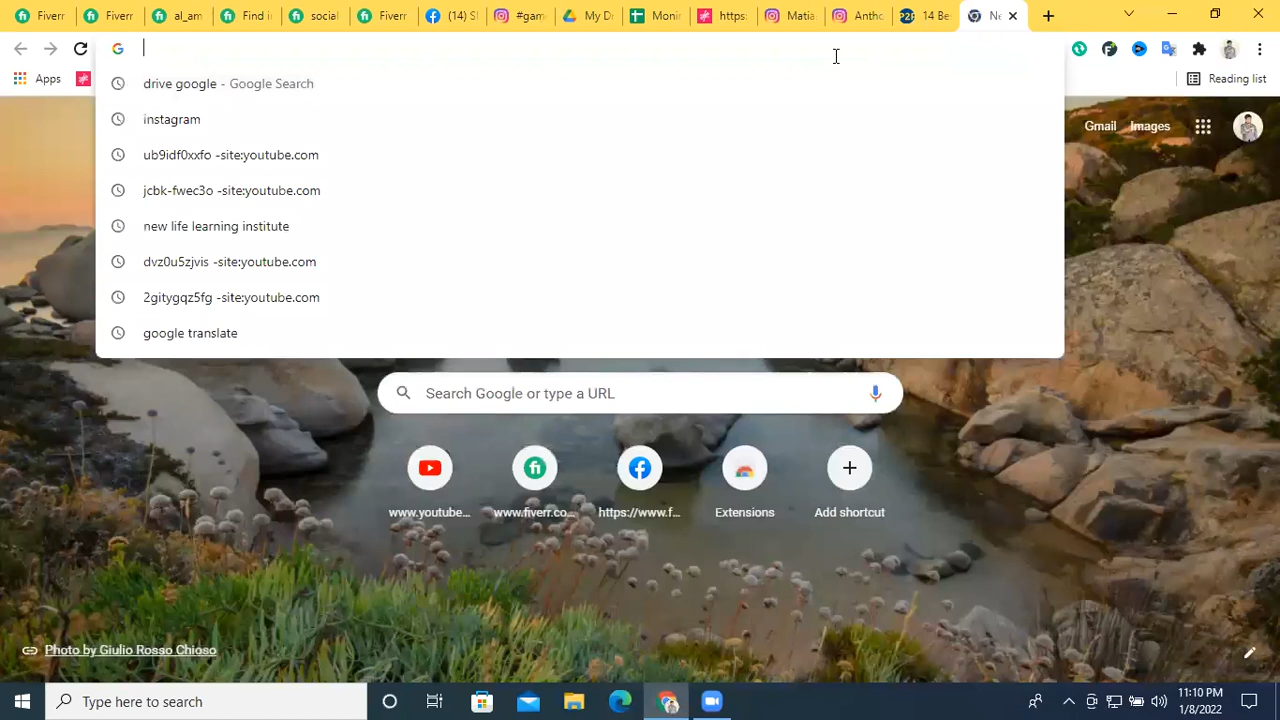 Fiverr
Fiverr
al_am
Find i
social
Fiverr
(14) S
#gam
My Dr
Monir
https:
Matia
Antho
P2P
14 Be
Ne
drive google - Google Search
instagram
ub9idf0xxfo -site:youtube.com
jcbk-fwec3o -site:youtube.com
new life learning institute
dvz0u5zjvis -site:youtube.com
2gitygqz5fg -site:youtube.com
google translate
Apps
Reading list
Gmail
Images
Search Google or type a URL
www.youtube...
www.fiverr.co...
https://www.f...
Extensions
Add shortcut
Photo by Giulio Rosso Chioso
Type here to search
11:10 PM
1/8/2022